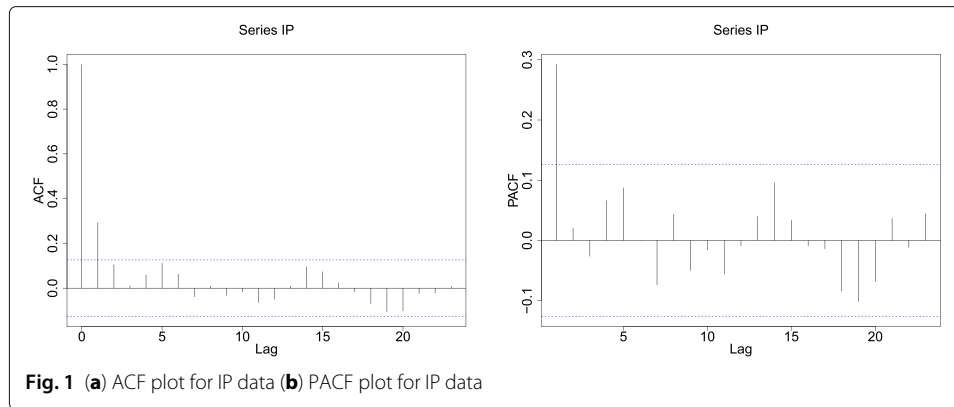 Series IP
ACF
1.0
0.8
0.6
0.4
0.2
0.0
0
5
10
15
20
Lag
Series IP
PACF
0.3
0.2
0.1
0.0
−0.1
5
10
15
20
Lag
Fig. 1 (a) ACF plot for IP data (b) PACF plot for IP data